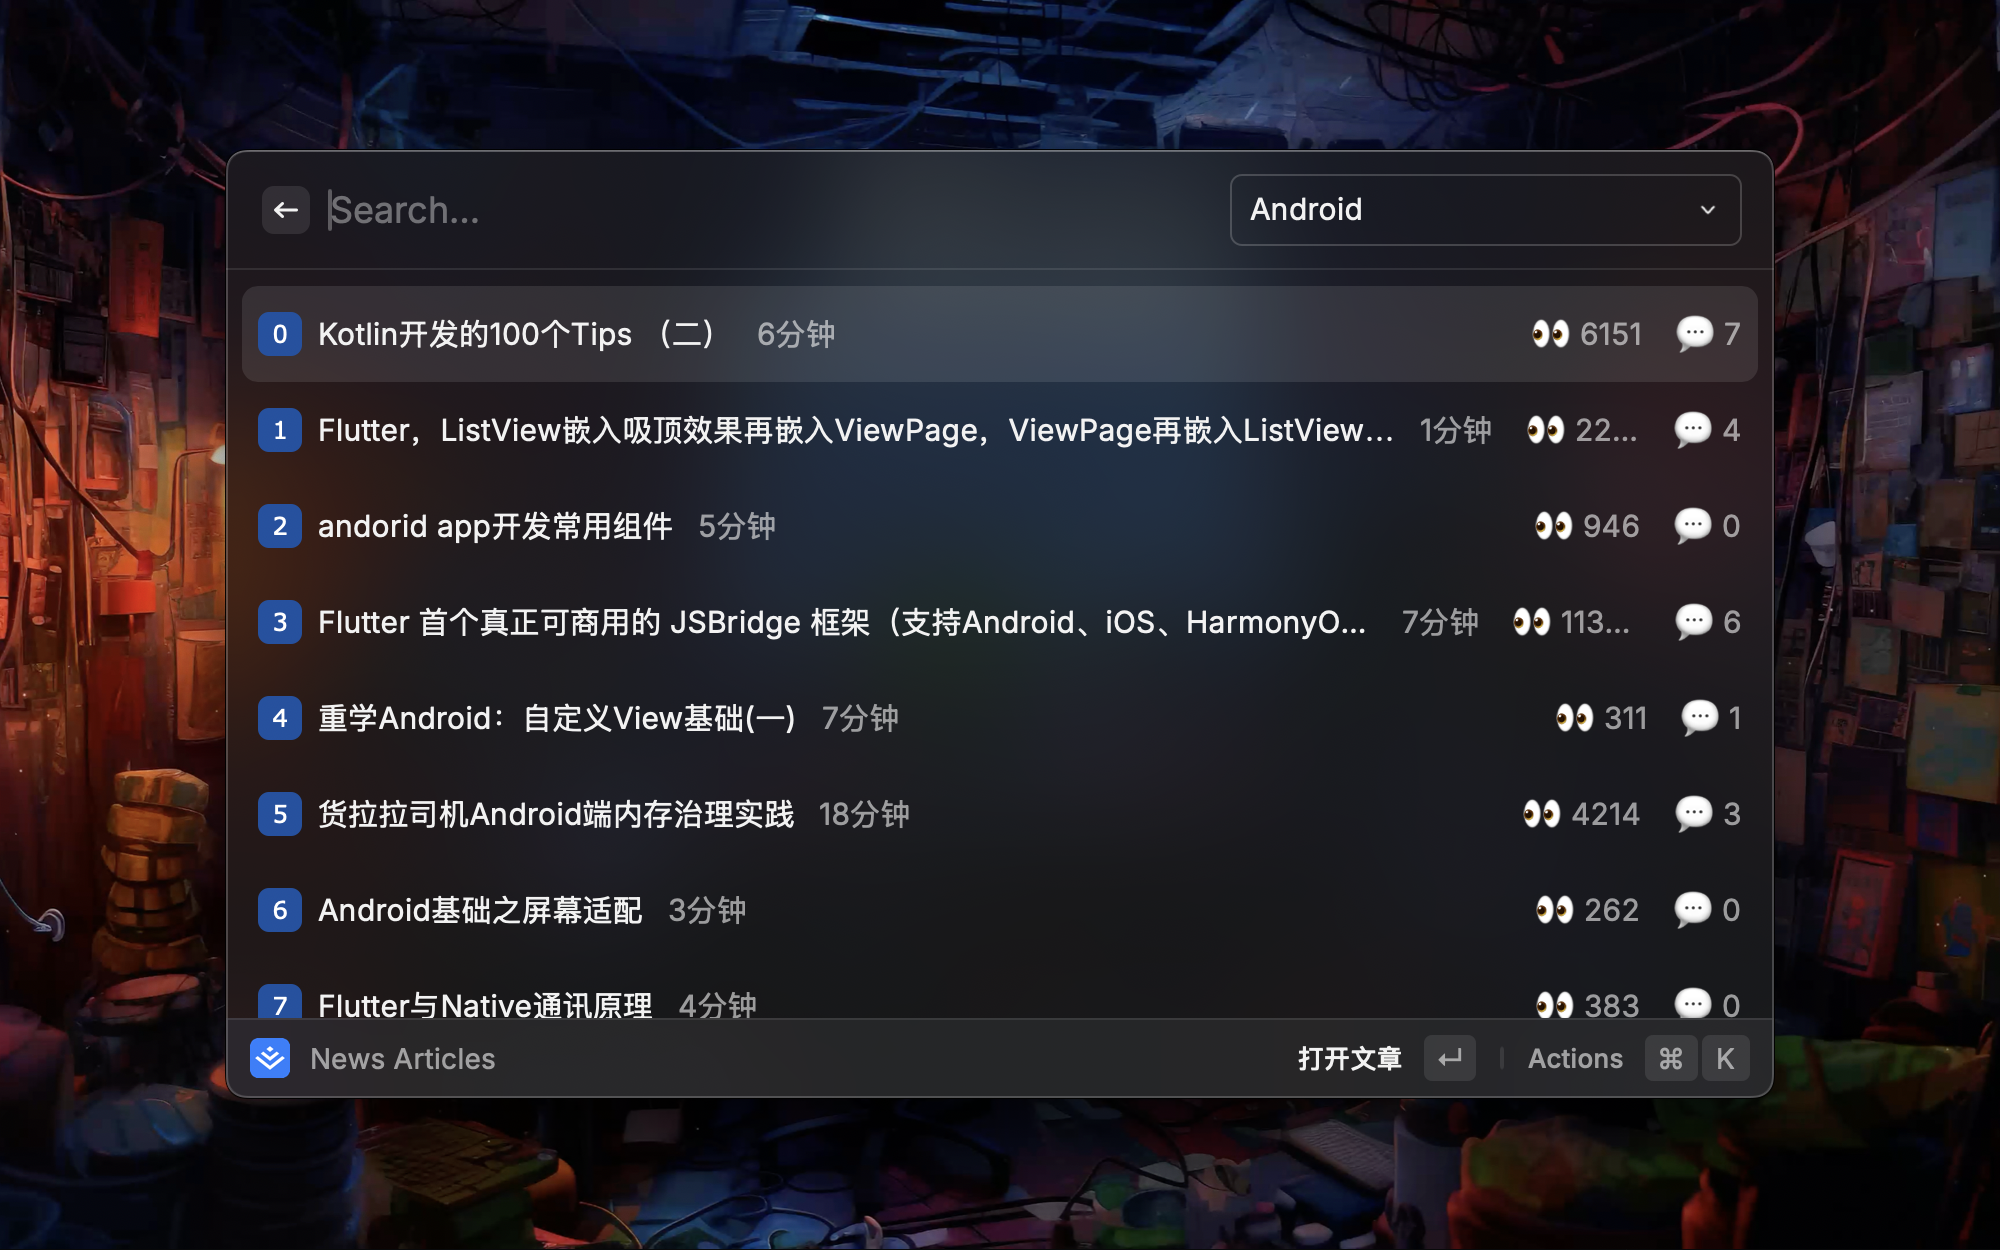 Search...
Android
0 Kotlin开发的100个Tips （二） 6分钟 👀 6151 💬 7
1 Flutter，ListView嵌入吸顶效果再嵌入ViewPage，ViewPage再嵌入ListView... 1分钟 👀 22... 💬 4
2 andorid app开发常用组件 5分钟 👀 946 💬 0
3 Flutter 首个真正可商用的 JSBridge 框架（支持Android、iOS、HarmonyO... 7分钟 👀 113... 💬 6
4 重学Android：自定义View基础(一) 7分钟 👀 311 💬 1
5 货拉拉司机Android端内存治理实践 18分钟 👀 4214 💬 3
6 Android基础之屏幕适配 3分钟 👀 262 💬 0
7 Flutter与Native通讯原理 4分钟 👀 383 💬 0
News Articles 打开文章 ↵ Actions ⌘ K